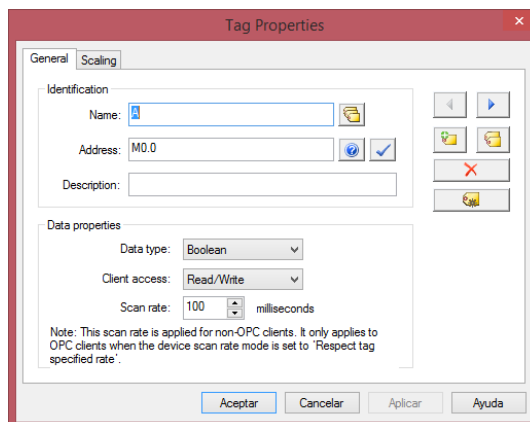 Tag Properties
General Scaling
Identification
Name: A
Address: M0.0
Description:
Data properties
Data type: Boolean
Client access: Read/Write
Scan rate: 100 milliseconds
Note: This scan rate is applied for non-OPC clients. It only applies to
OPC clients when the device scan rate mode is set to 'Respect tag
specified rate'.
Aceptar Cancelar Aplicar Ayuda